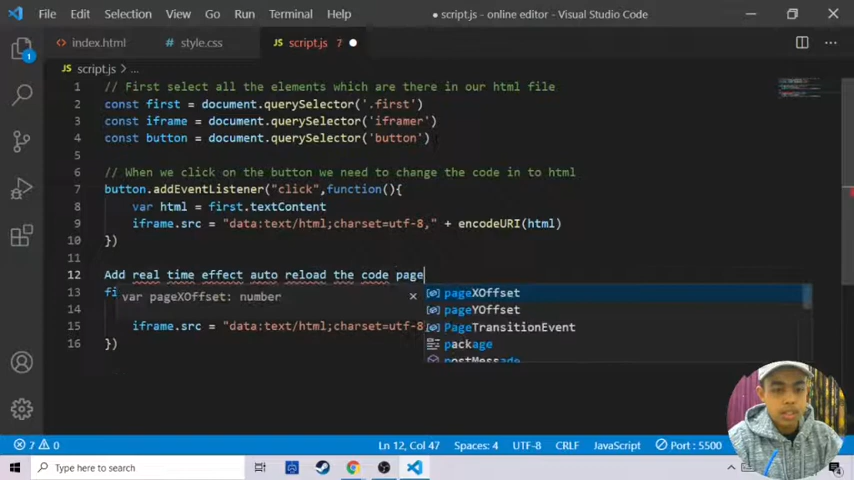 File Edit Selection View Go Run Terminal Help
● script.js - online editor - Visual Studio Code
index.html
style.css
script.js 7
script.js > ...
1 // First select all the elements which are there in our html file
2 const first = document.querySelector('.first')
3 const iframe = document.querySelector('iframer')
4 const button = document.querySelector('button')
5
6 // When we click on the button we need to change the code in to html
7 button.addEventListener("click",function(){
8 var html = first.textContent
9 iframe.src = "data:text/html;charset=utf-8," + encodeURI(html)
10 })
11
12 Add real time effect auto reload the code page
13 fi
var pageXOffset: number
pageXOffset
pageYOffset
PageTransitionEvent
package
postMessage
14
15 iframe.src = "data:text/html;charset=utf-8
16 })
1
7 0
Ln 12, Col 47 Spaces: 4 UTF-8 CRLF JavaScript Port : 5500
Type here to search